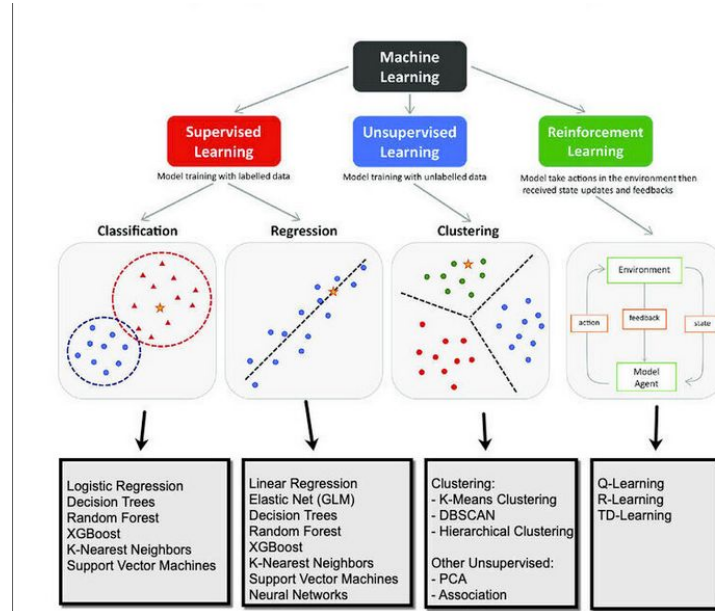 Machine
Learning
Supervised
Learning
Unsupervised
Learning
Reinforcement
Learning
Model training with labelled data
Model training with unlabelled data
Model take actions in the environment then
received state updates and feedbacks
Classification
Regression
Clustering
Environment
action
feedback
state
Model
Agent
Logistic Regression
Decision Trees
Random Forest
XGBoost
K-Nearest Neighbors
Support Vector Machines
Linear Regression
Elastic Net (GLM)
Decision Trees
Random Forest
XGBoost
K-Nearest Neighbors
Support Vector Machines
Neural Networks
Clustering:
- K-Means Clustering
- DBSCAN
- Hierarchical Clustering
Other Unsupervised:
- PCA
- Association
Q-Learning
R-Learning
TD-Learning